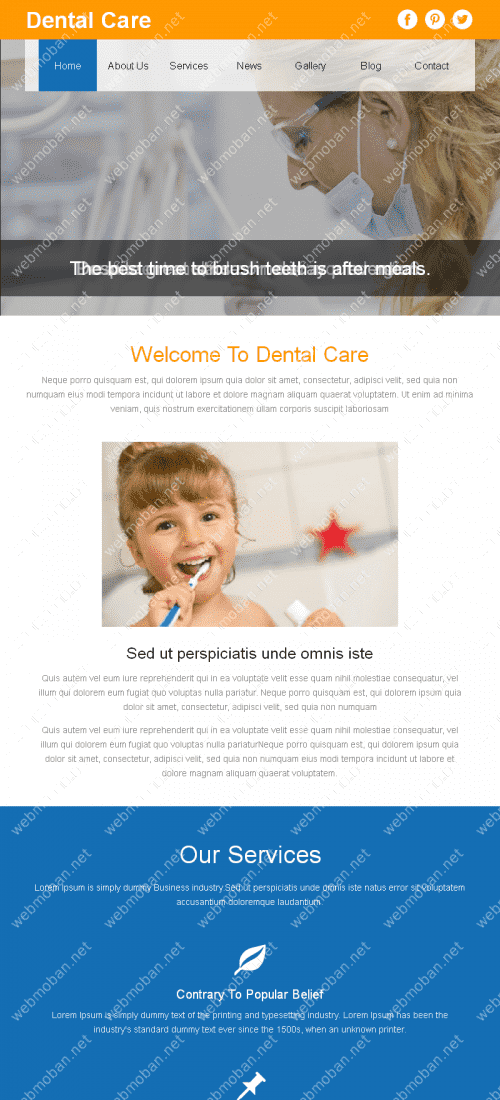 Dental Care
Home About Us Services News Gallery Blog Contact
The best time to brush teeth is after meals.
Welcome To Dental Care
Neque porro quisquam est, qui dolorem ipsum quia dolor sit amet, consectetur, adipisci velit, sed quia non
numquam eius modi tempora incidunt ut labore et dolore magnam aliquam quaerat voluptatem. Ut enim ad minima
veniam, quis nostrum exercitationem ullam corporis suscipit laboriosam
Sed ut perspiciatis unde omnis iste
Quis autem vel eum iure reprehenderit qui in ea voluptate velit esse quam nihil molestiae consequatur, vel
illum qui dolorem eum fugiat quo voluptas nulla pariatur. Neque porro quisquam est, qui dolorem ipsum quia
dolor sit amet, consectetur, adipisci velit, sed quia non numquam
Quis autem vel eum iure reprehenderit qui in ea voluptate velit esse quam nihil molestiae consequatur, vel
illum qui dolorem eum fugiat quo voluptas nulla pariaturNeque porro quisquam est, qui dolorem ipsum quia
dolor sit amet, consectetur, adipisci velit, sed quia non numquam eius modi tempora incidunt ut labore et
dolore magnam aliquam quaerat voluptatem.
Our Services
Lorem Ipsum is simply dummy Business industry.Sed ut perspiciatis unde omnis iste natus error sit voluptatem
accusantium doloremque laudantium
Contrary To Popular Belief
Lorem Ipsum is simply dummy text of the printing and typesetting industry. Lorem Ipsum has been the
industry's standard dummy text ever since the 1500s, when an unknown printer.
webmoban.net